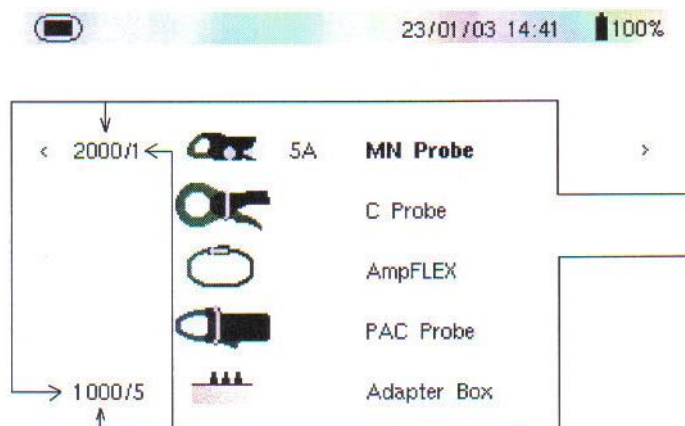 23/01/03 14:41 100%
< 2000/1 5A MN Probe >
C Probe
AmpFLEX
PAC Probe
1000/5 Adapter Box